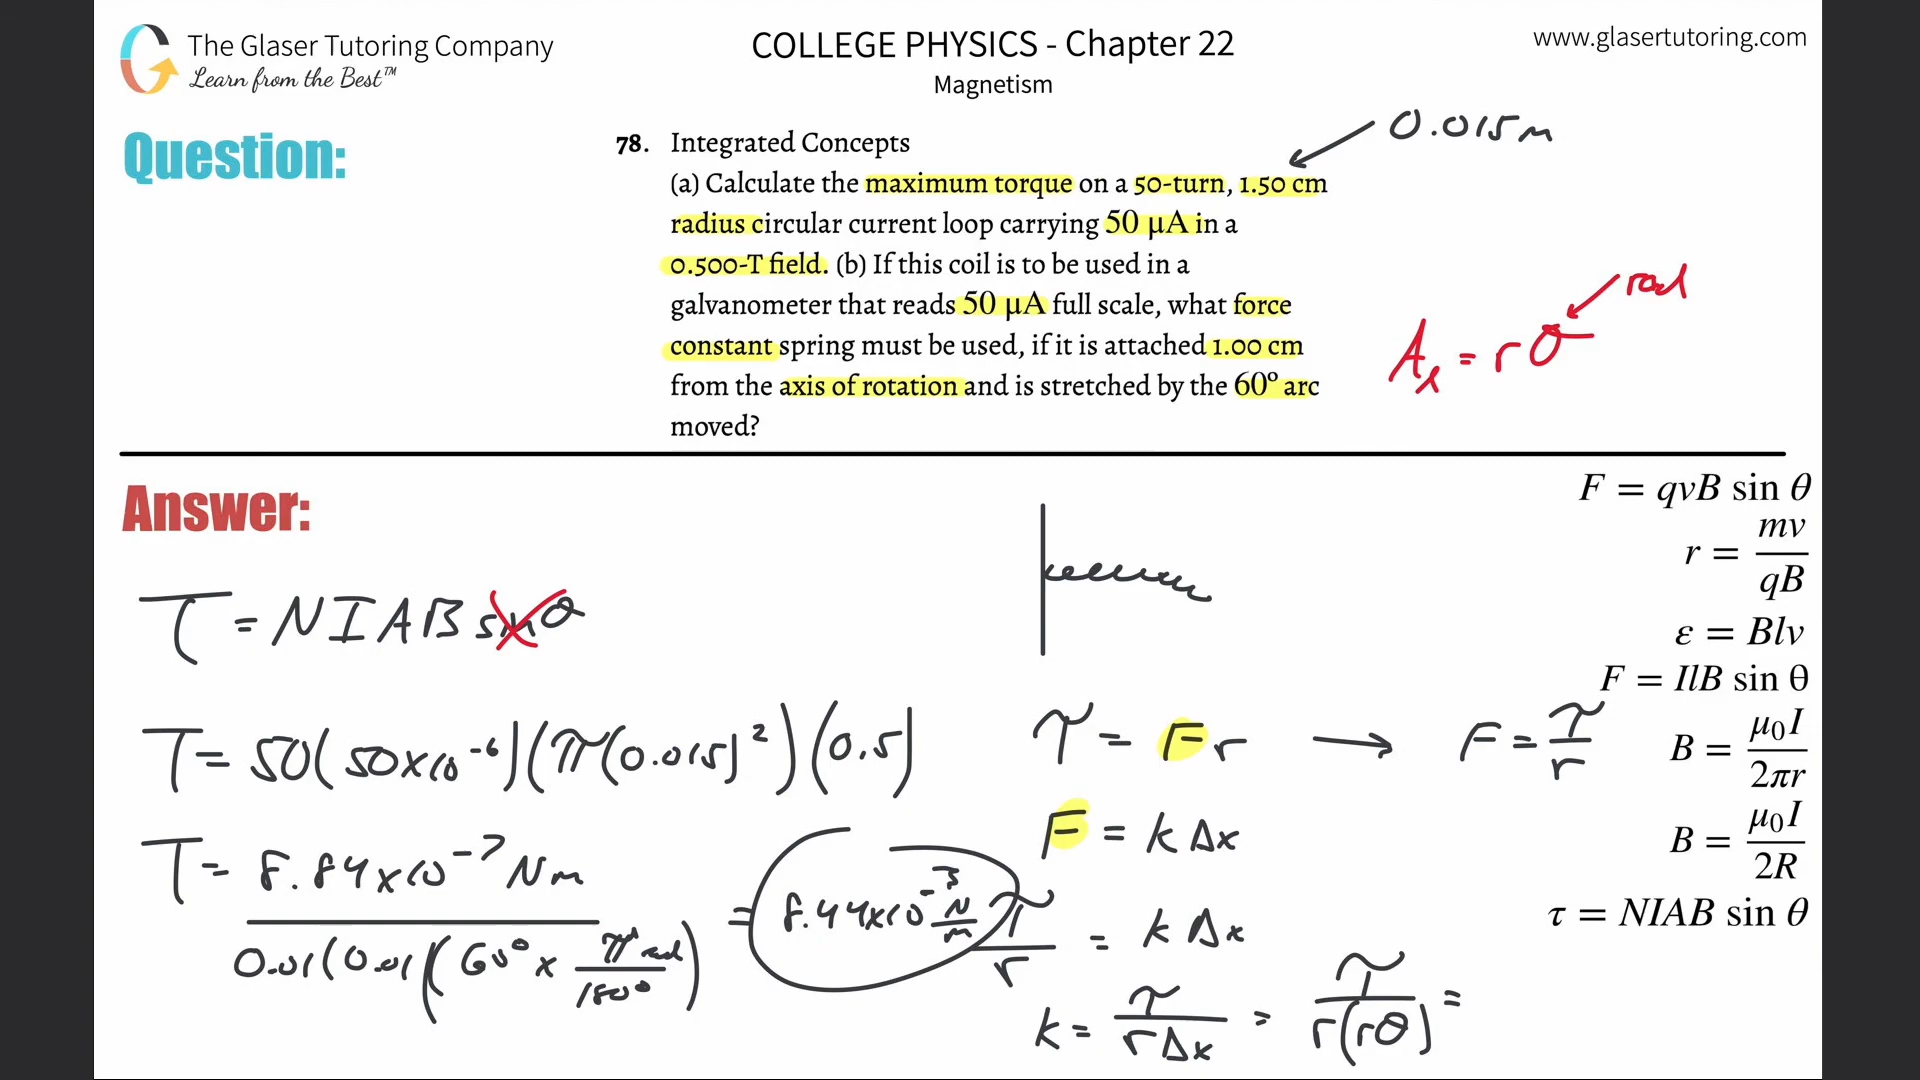 The Glaser Tutoring Company
Learn from the Best™
COLLEGE PHYSICS - Chapter 22
Magnetism
www.glasertutoring.com
Question:
78. Integrated Concepts
(a) Calculate the maximum torque on a 50-turn, 1.50 cm
radius circular current loop carrying 50 μA in a
0.500-T field. (b) If this coil is to be used in a
galvanometer that reads 50 μA full scale, what force
constant spring must be used, if it is attached 1.00 cm
from the axis of rotation and is stretched by the 60° arc
moved?
0.015m
rad
A_l = rθ
Answer:
τ = NIAB sin θ
τ = 50(50x10^-6)(π(0.015)^2)(0.5)
τ = 8.84x10^-7 Nm
0.01(0.01(60° x π rad/180°)
= 8.44x10^-3 N/m
τ = Fr → F = τ/r
F = kΔx
τ/r = kΔx
k = τ/rΔx = τ/r(rθ) =
F = qvB sin θ
r = mv/qB
ε = Blv
F = IlB sin θ
B = μ₀I/2πr
B = μ₀I/2R
τ = NIAB sin θ